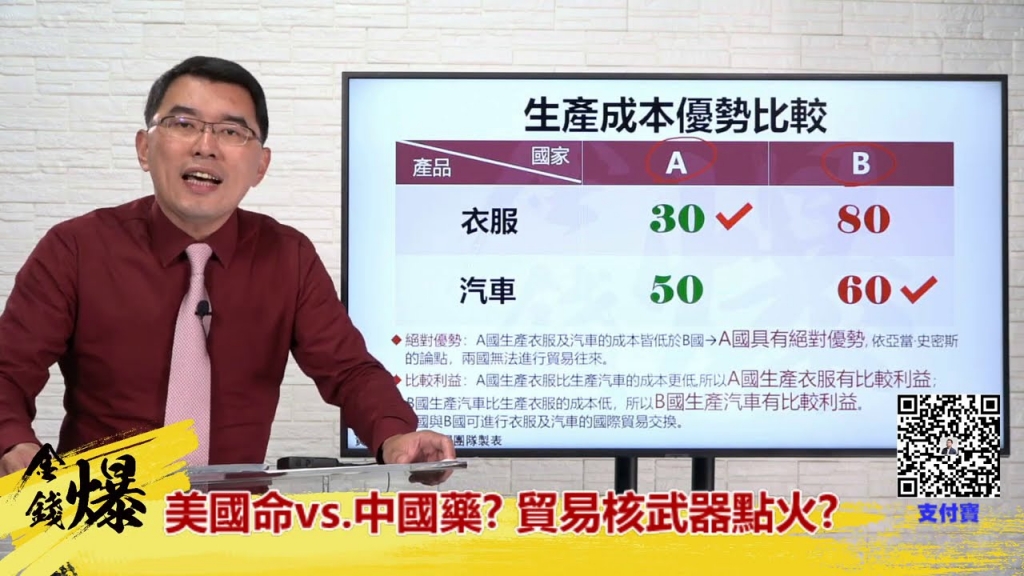 生產成本優勢比較
國家
產品
A
B
衣服
30
80
汽車
50
60
◆ 絕對優勢：A國生產衣服及汽車的成本皆低於B國→A國具有絕對優勢,依亞當·史密斯
的論點，兩國無法進行貿易往來。
比較利益：A國生產衣服比生產汽車的成本更低,所以A國生產衣服有比較利益；
B國生產汽車比生產衣服的成本低，所以B國生產汽車有比較利益。
國與B國可進行衣服及汽車的國際貿易交換。
團隊製表
金錢爆
美國命vs.中國藥? 貿易核武器點火?
支付寶